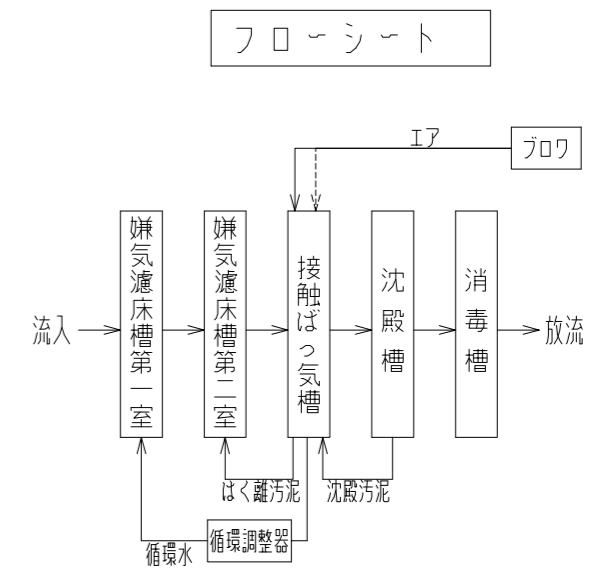 フローシート
エア
ブロワ
流入
嫌気濾床槽第一室
嫌気濾床槽第二室
接触ばっ気槽
沈殿槽
消毒槽
放流
はく離汚泥
沈殿汚泥
循環調整器
循環水